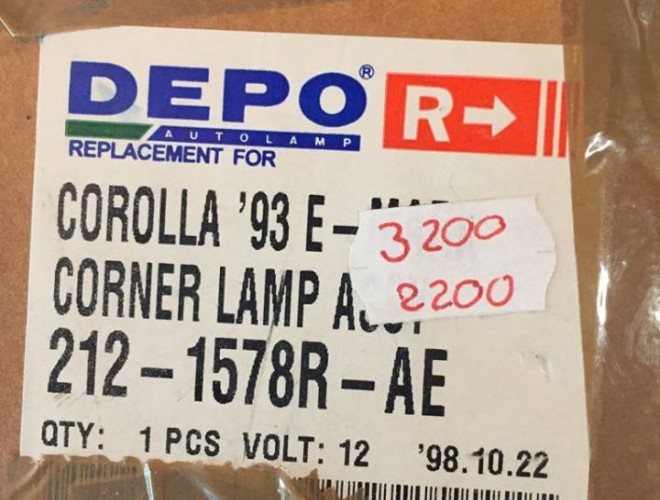 DEPO® R→
AUTOLAMP
REPLACEMENT FOR
COROLLA '93 E-
3200
CORNER LAMP
2200
212-1578R-AE
QTY: 1 PCS VOLT: 12 '98.10.22